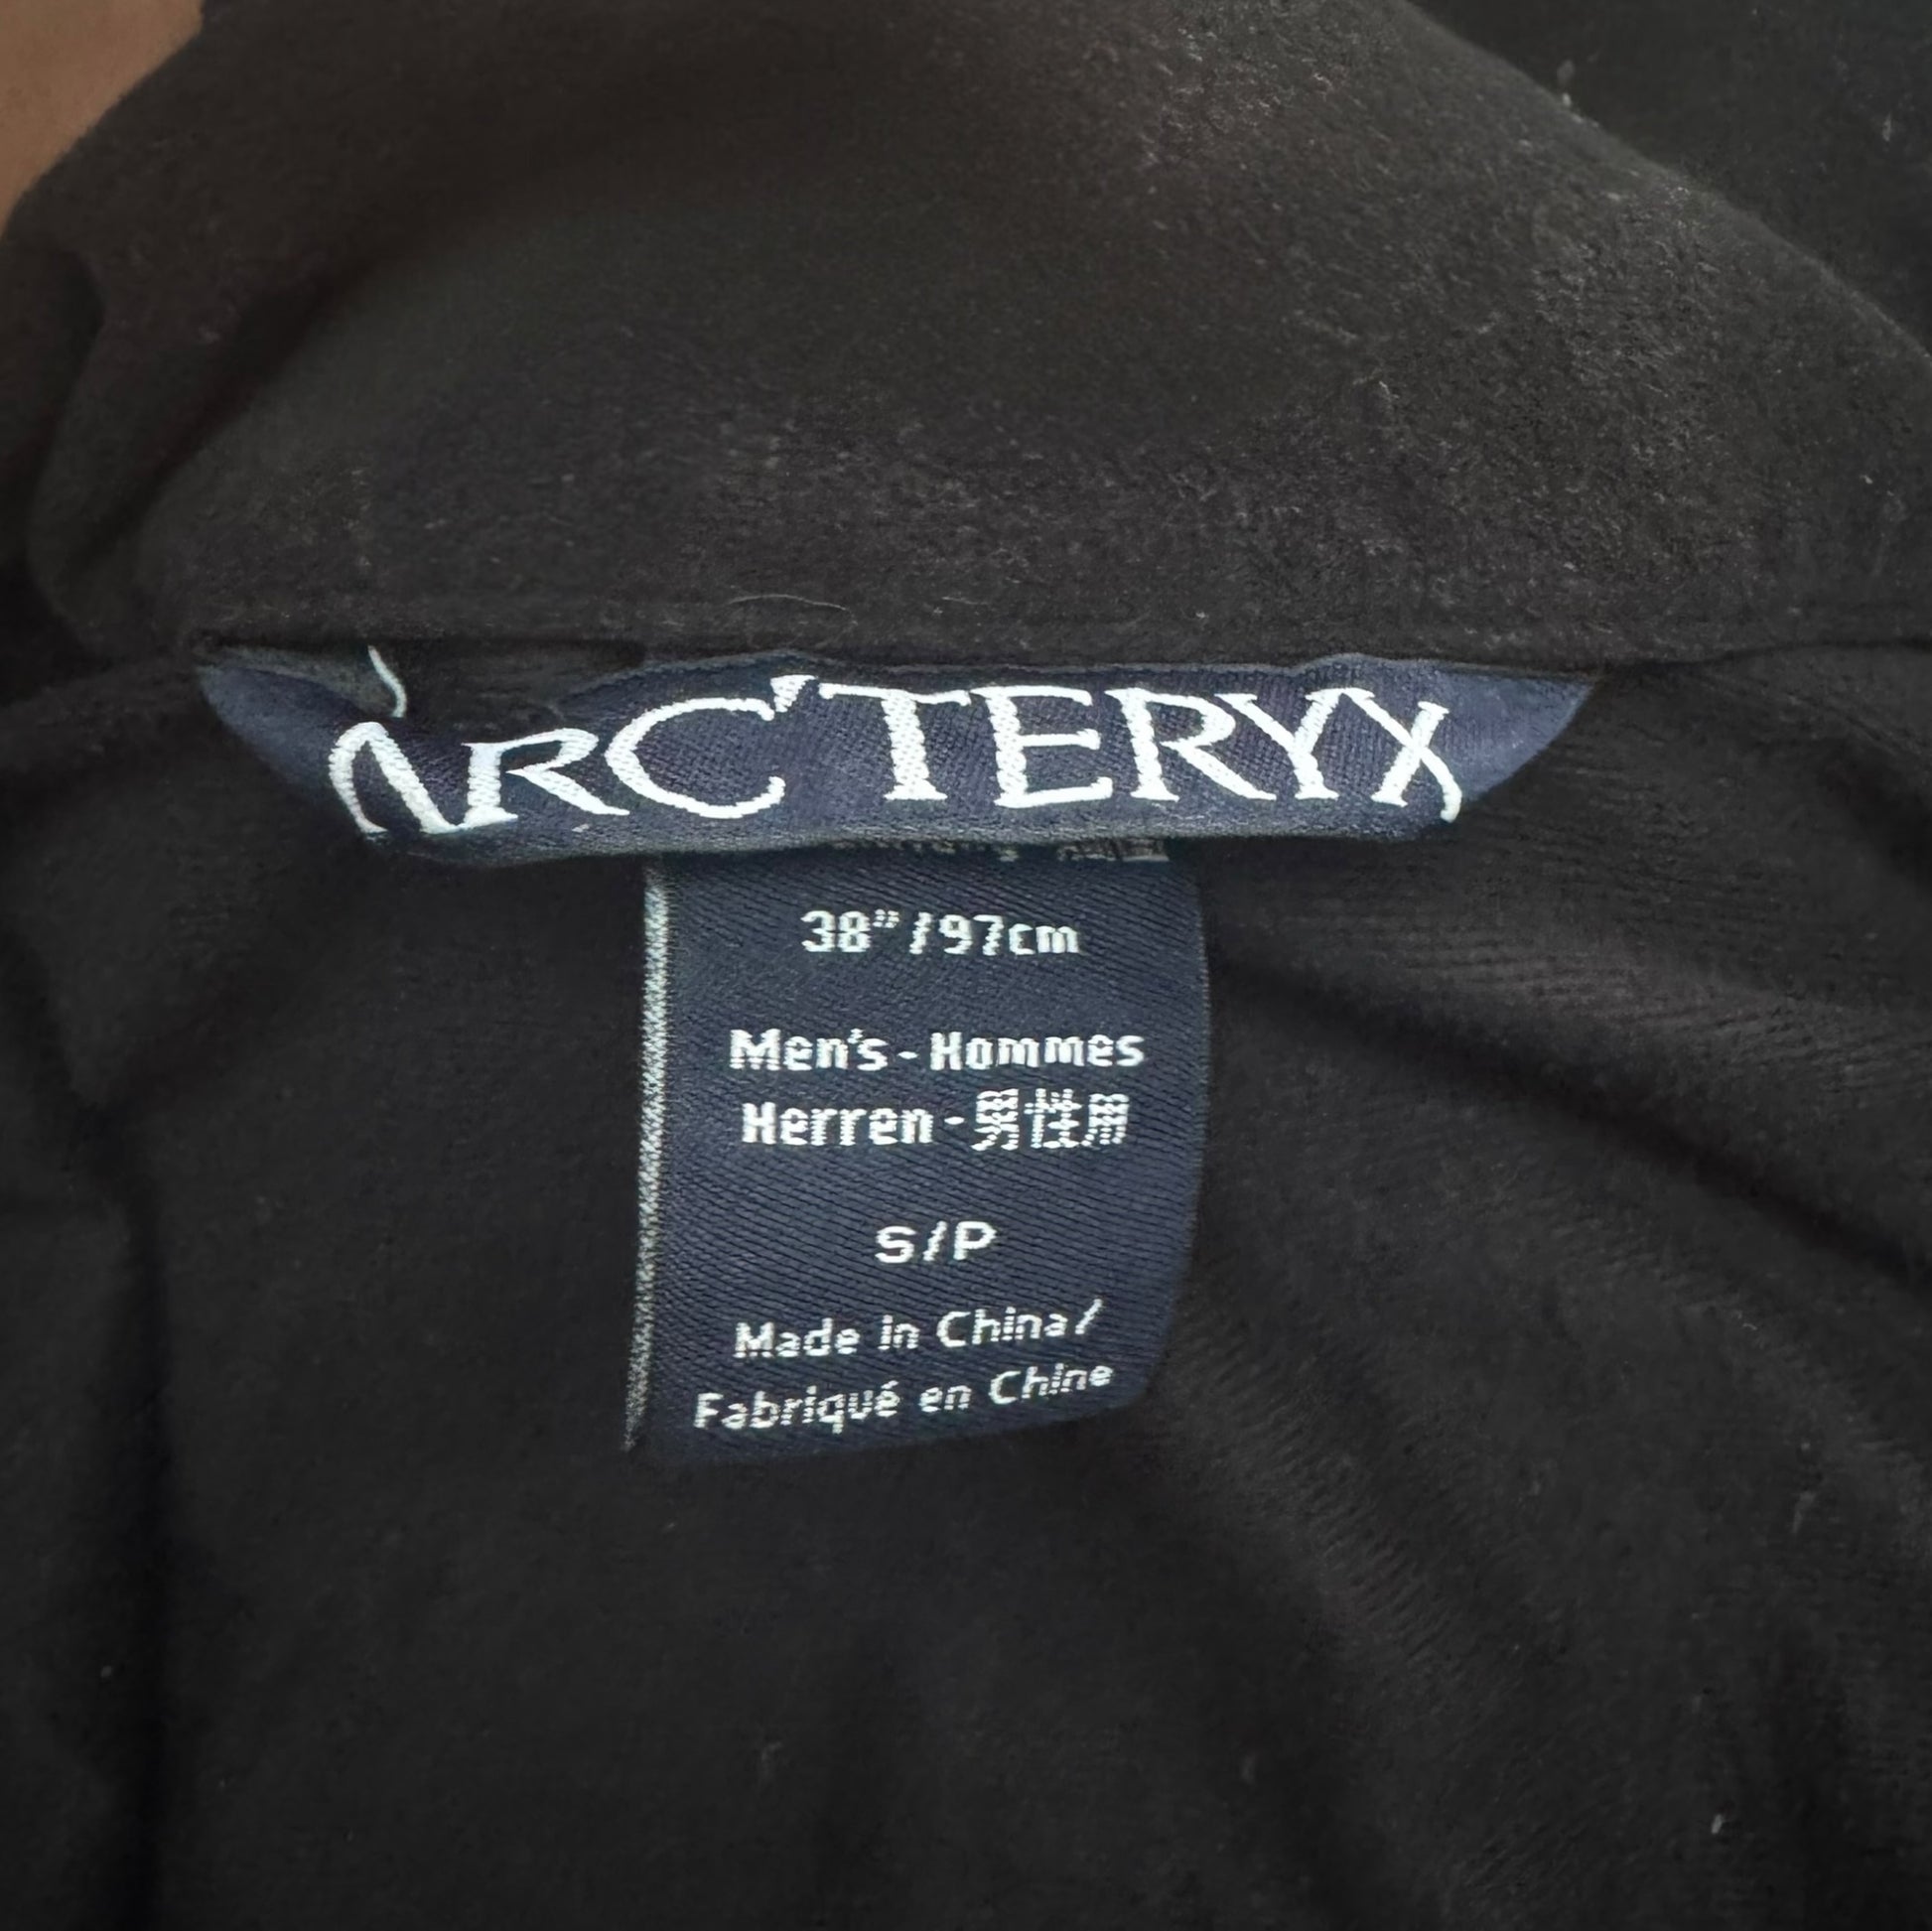 ARC'TERYX
38”/97cm
Men's - Hommes
Herren - 男性用
S/P
Made in China/
Fabriqué en Chine